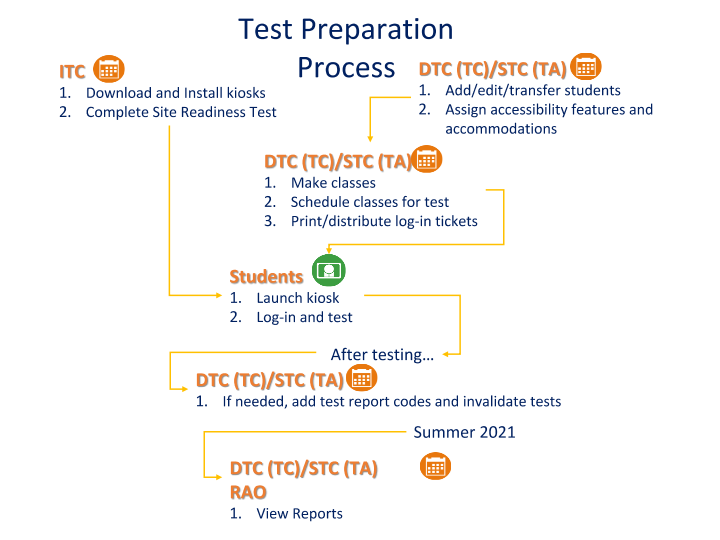 Test Preparation
Process
ITC
1. Download and Install kiosks
2. Complete Site Readiness Test
DTC (TC)/STC (TA)
1. Add/edit/transfer students
2. Assign accessibility features and
accommodations
DTC (TC)/STC (TA)
1. Make classes
2. Schedule classes for test
3. Print/distribute log-in tickets
Students
1. Launch kiosk
2. Log-in and test
After testing…
DTC (TC)/STC (TA)
1. If needed, add test report codes and invalidate tests
Summer 2021
DTC (TC)/STC (TA)
RAO
1. View Reports